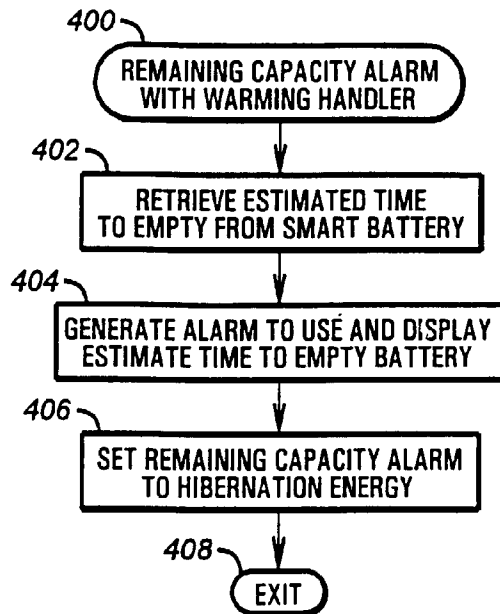 400
REMAINING CAPACITY ALARM
WITH WARMING HANDLER
402
RETRIEVE ESTIMATED TIME
TO EMPTY FROM SMART BATTERY
404
GENERATE ALARM TO USE AND DISPLAY
ESTIMATE TIME TO EMPTY BATTERY
406
SET REMAINING CAPACITY ALARM
TO HIBERNATION ENERGY
408
EXIT